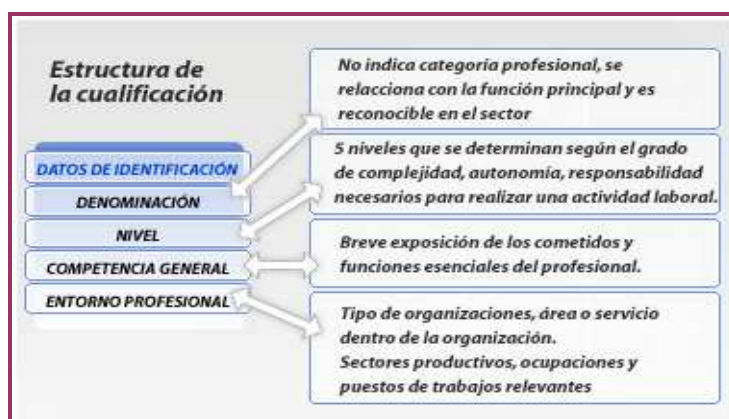 Estructura de
la cualificación
DATOS DE IDENTIFICACIÓN
DENOMINACIÓN
NIVEL
COMPETENCIA GENERAL
ENTORNO PROFESIONAL
No indica categoría profesional, se
relacciona con la función principal y es
reconocible en el sector
5 niveles que se determinan según el grado
de complejidad, autonomía, responsabilidad
necesarios para realizar una actividad laboral.
Breve exposición de los cometidos y
funciones esenciales del profesional.
Tipo de organizaciones, área o servicio
dentro de la organización.
Sectores productivos, ocupaciones y
puestos de trabajos relevantes